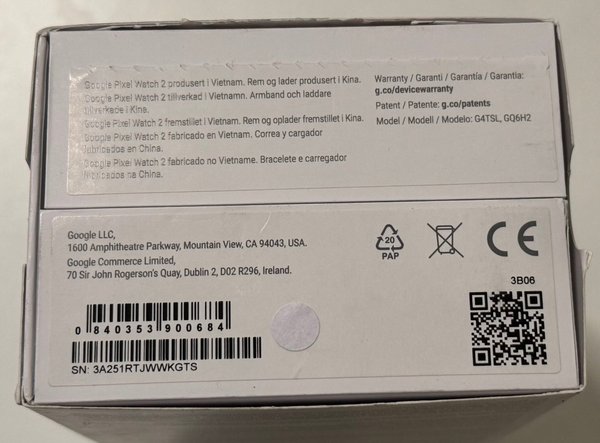 Google Pixel Watch 2 produsert i Vietnam. Rem og lader produsert i Kina.
Google Pixel Watch 2 tillverkad i Vietnamn. Armband och laddare
tillverkade i Kina.
Google Pixel Watch 2 fremstillet i Vietnam. Rem og oplader fremstillet i Kina.
Google Pixel Watch 2 fabricado en Vietnam. Correa y cargador
fabricados en China.
Google Pixel Watch 2 fabricado no Vietname. Bracelete e carregador
fabricados na China.
Warranty / Garanti / Garantía / Garantia:
g.co/devicewarranty
Patent / Patente: g.co/patents
Model / Modell / Modelo: G4TSL, GQ6H2
Google LLC,
1600 Amphitheatre Parkway, Mountain View, CA 94043, USA.
Google Commerce Limited,
70 Sir John Rogerson's Quay, Dublin 2, D02 R296, Ireland.
20
PAP
CE
3B06
0 840353 900684
SN: 3A251RTJWWKGTS